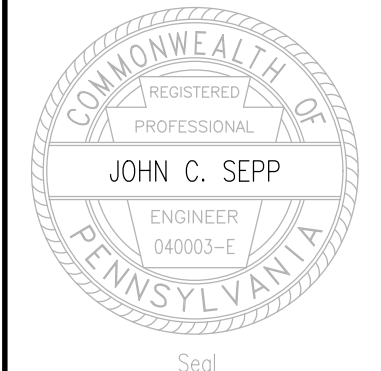 COMMONWEALTH OF
REGISTERED
PROFESSIONAL
JOHN C. SEPP
ENGINEER
040003-E
PENNSYLVANIA
Seal